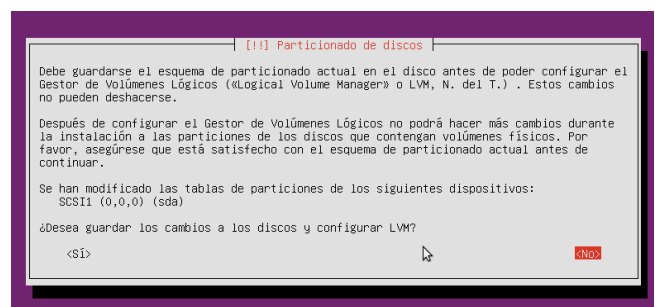 [!!] Particionado de discos
Debe guardarse el esquema de particionado actual en el disco antes de poder configurar el
Gestor de Volúmenes Lógicos («Logical Volume Manager» o LVM, N. del T.) . Estos cambios
no pueden deshacerse.
Después de configurar el Gestor de Volúmenes Lógicos no podrá hacer más cambios durante
la instalación a las particiones de los discos que contengan volúmenes físicos. Por
favor, asegúrese que está satisfecho con el esquema de particionado actual antes de
continuar.
Se han modificado las tablas de particiones de los siguientes dispositivos:
SCSI1 (0,0,0) (sda)
¿Desea guardar los cambios a los discos y configurar LVM?
<Sí> <No>